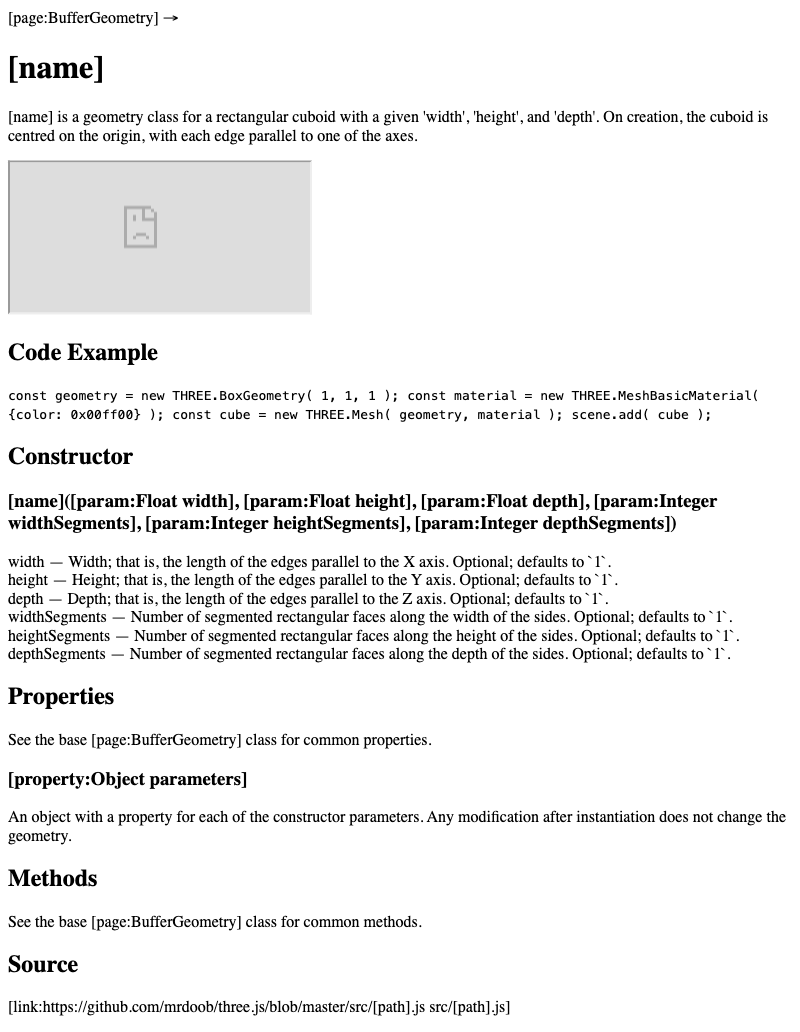 [page:BufferGeometry] →
[name]
[name] is a geometry class for a rectangular cuboid with a given 'width', 'height', and 'depth'. On creation, the cuboid is
centred on the origin, with each edge parallel to one of the axes.
Code Example
const geometry = new THREE.BoxGeometry( 1, 1, 1 ); const material = new THREE.MeshBasicMaterial(
{color: 0x00ff00} ); const cube = new THREE.Mesh( geometry, material ); scene.add( cube );
Constructor
[name]([param:Float width], [param:Float height], [param:Float depth], [param:Integer
widthSegments], [param:Integer heightSegments], [param:Integer depthSegments])
width — Width; that is, the length of the edges parallel to the X axis. Optional; defaults to `1`.
height — Height; that is, the length of the edges parallel to the Y axis. Optional; defaults to `1`.
depth — Depth; that is, the length of the edges parallel to the Z axis. Optional; defaults to `1`.
widthSegments — Number of segmented rectangular faces along the width of the sides. Optional; defaults to `1`.
heightSegments — Number of segmented rectangular faces along the height of the sides. Optional; defaults to `1`.
depthSegments — Number of segmented rectangular faces along the depth of the sides. Optional; defaults to `1`.
Properties
See the base [page:BufferGeometry] class for common properties.
[property:Object parameters]
An object with a property for each of the constructor parameters. Any modification after instantiation does not change the
geometry.
Methods
See the base [page:BufferGeometry] class for common methods.
Source
[link:https://github.com/mrdoob/three.js/blob/master/src/[path].js src/[path].js]